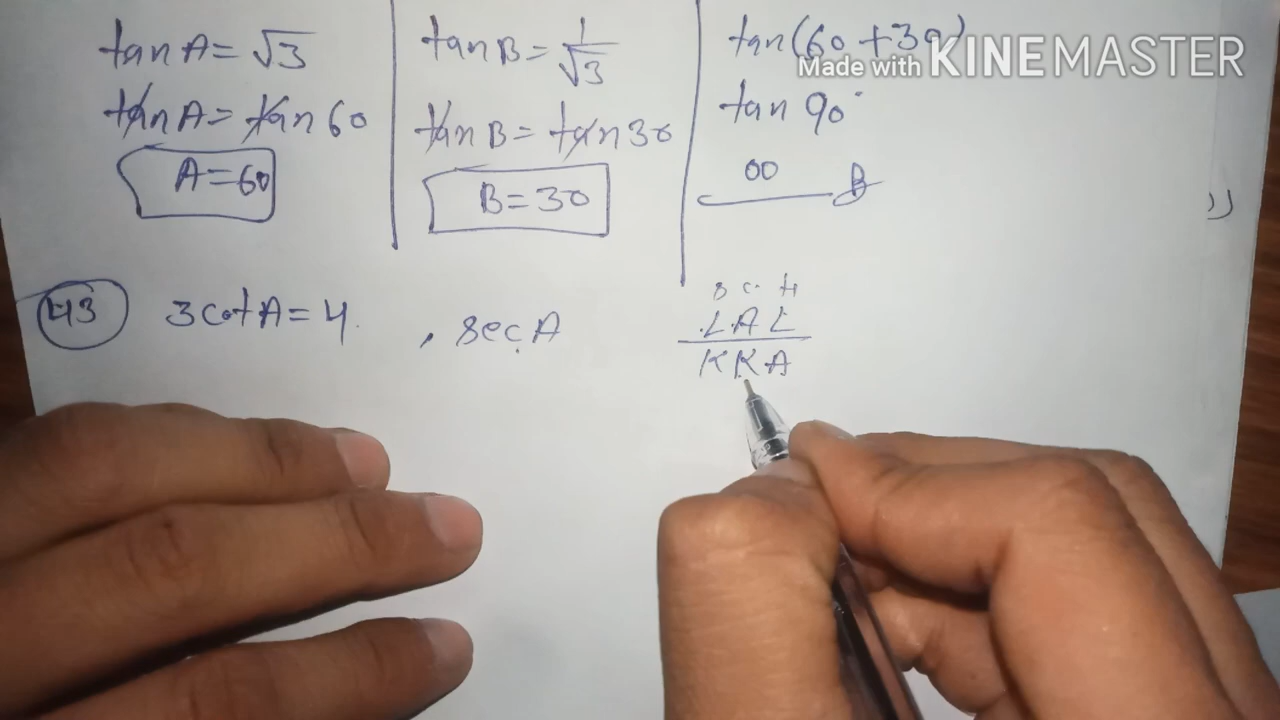 tan A = √3
tan A = tan 60
A = 60
tan B = 1/√3
tan B = tan 30
B = 30
tan(60 + 30)
tan 90°
∞
Made with KINEMASTER
43 3 cot A = 4 , sec A
s c t
L A L
K K A